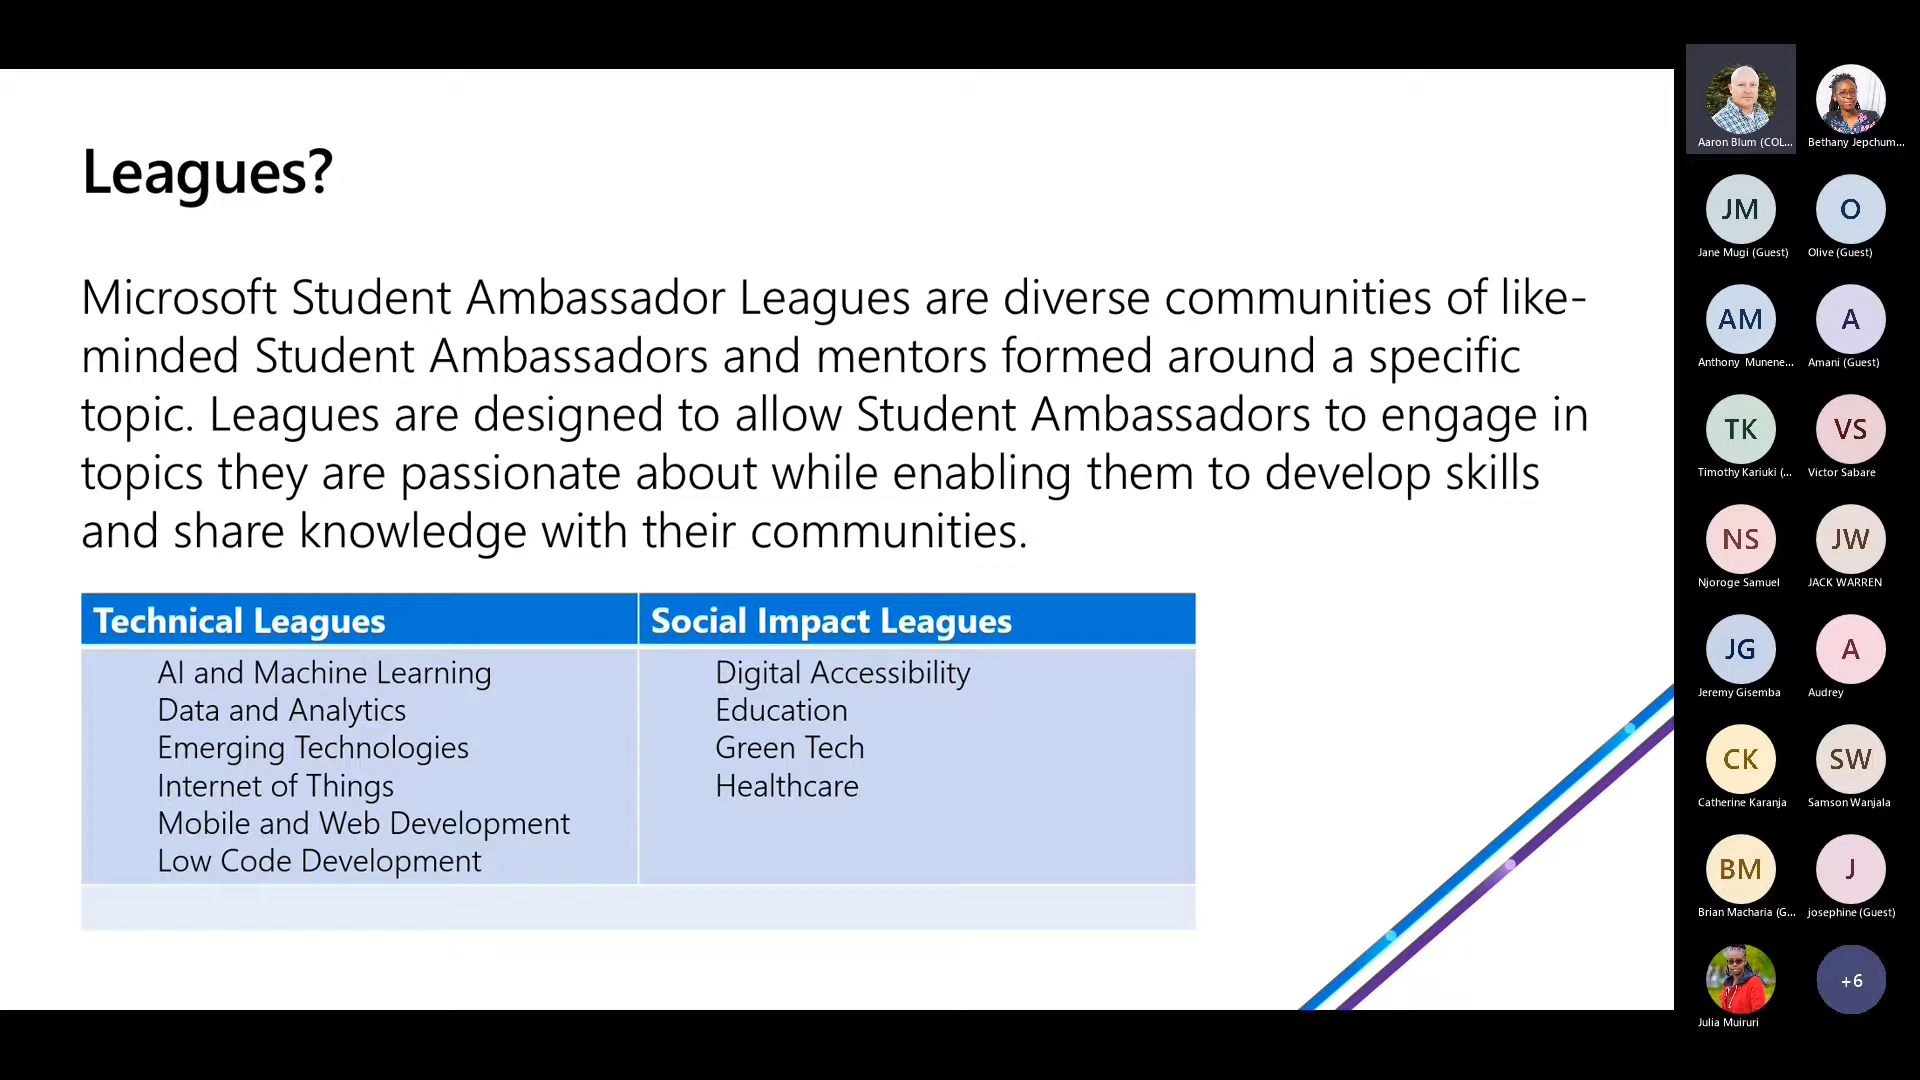 Leagues?
Microsoft Student Ambassador Leagues are diverse communities of like-
minded Student Ambassadors and mentors formed around a specific
topic. Leagues are designed to allow Student Ambassadors to engage in
topics they are passionate about while enabling them to develop skills
and share knowledge with their communities.
Technical Leagues
AI and Machine Learning
Data and Analytics
Emerging Technologies
Internet of Things
Mobile and Web Development
Low Code Development
Social Impact Leagues
Digital Accessibility
Education
Green Tech
Healthcare
Aaron Blum (COL...
Bethany Jepchum...
JM
Jane Mugi (Guest)
O
Olive (Guest)
AM
Anthony Munene...
A
Amani (Guest)
TK
Timothy Kariuki (...
VS
Victor Sabare
NS
Njoroge Samuel
JW
JACK WARREN
JG
Jeremy Gisemba
A
Audrey
CK
Catherine Karanja
SW
Samson Wanjala
BM
Brian Macharia (G...
J
josephine (Guest)
Julia Muiruri
+6